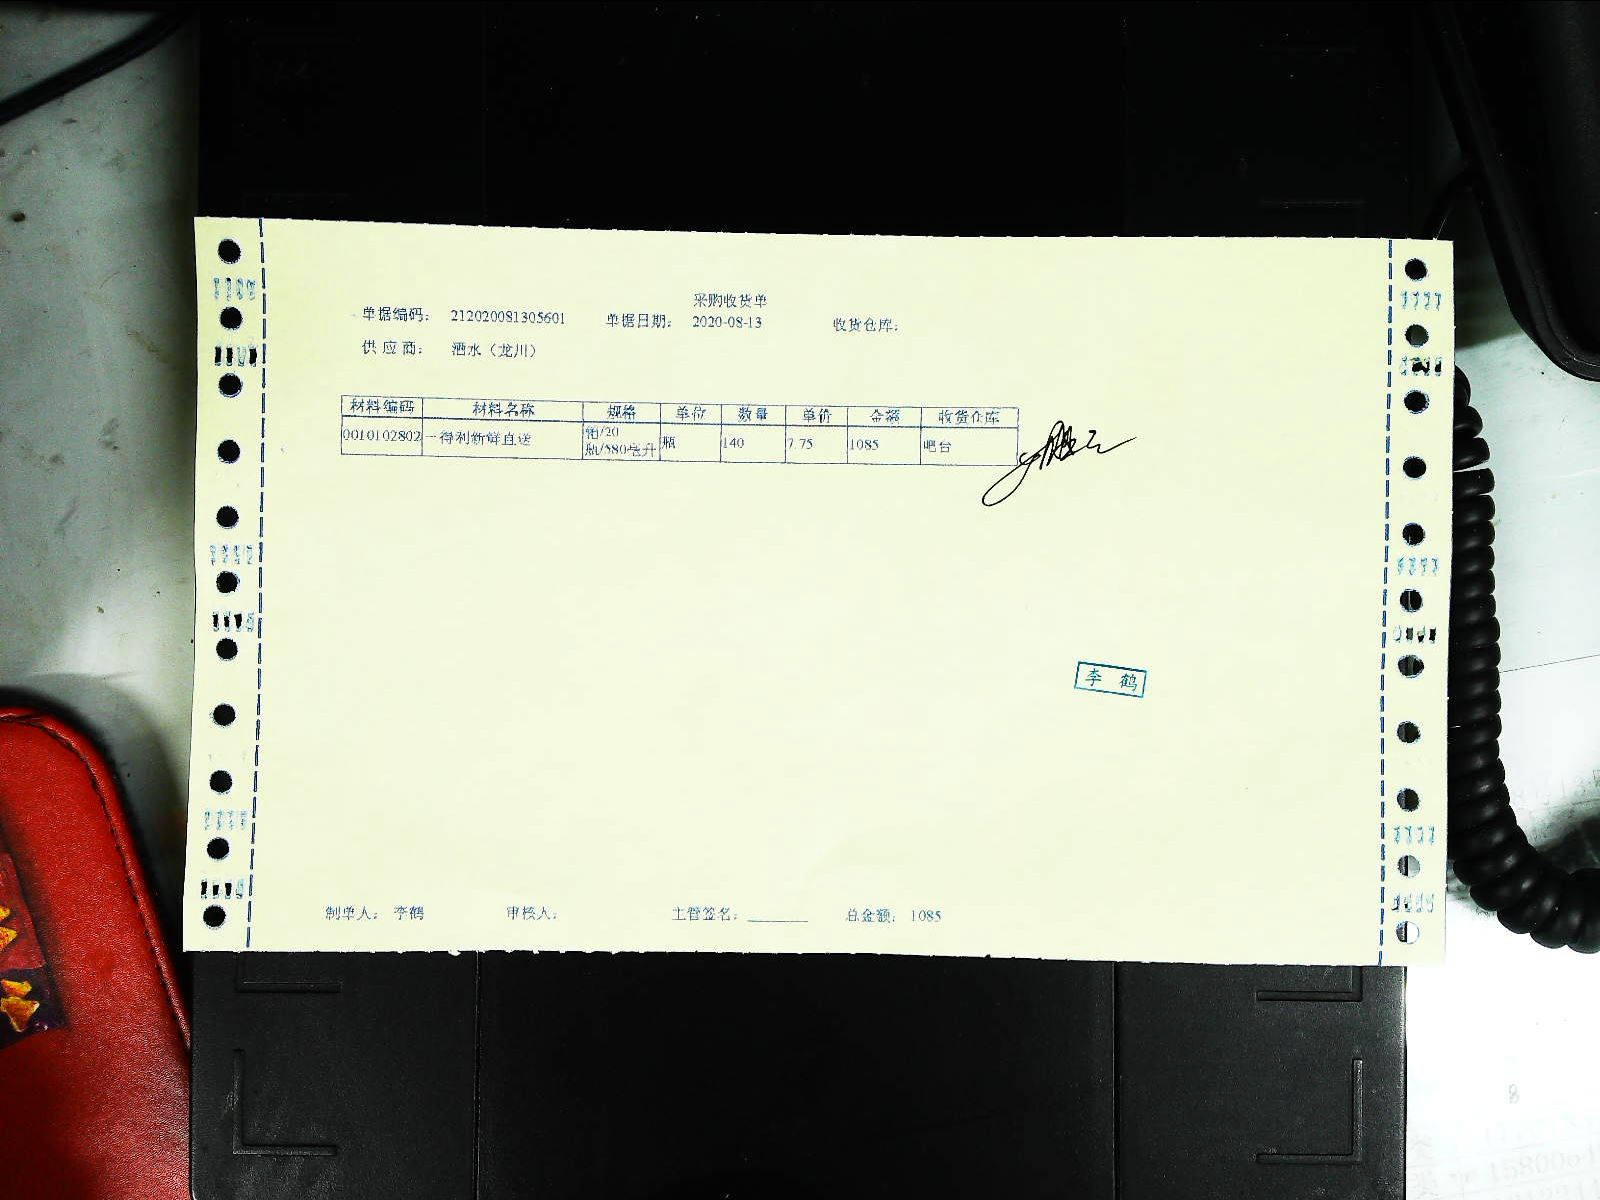 采购收货单
单据编码: 212020081305601 单据日期: 2020-08-13 收货仓库:
供应商: 酒水（龙川）
材料编码 材料名称 规格 单位 数量 单价 金额 收货仓库
0010102802 一得利新鲜直送 箱/20瓶/580毫升 瓶 140 7.75 1085 吧台
李鹤
制单人: 李鹤 审核人: 主管签名: 总金额: 1085